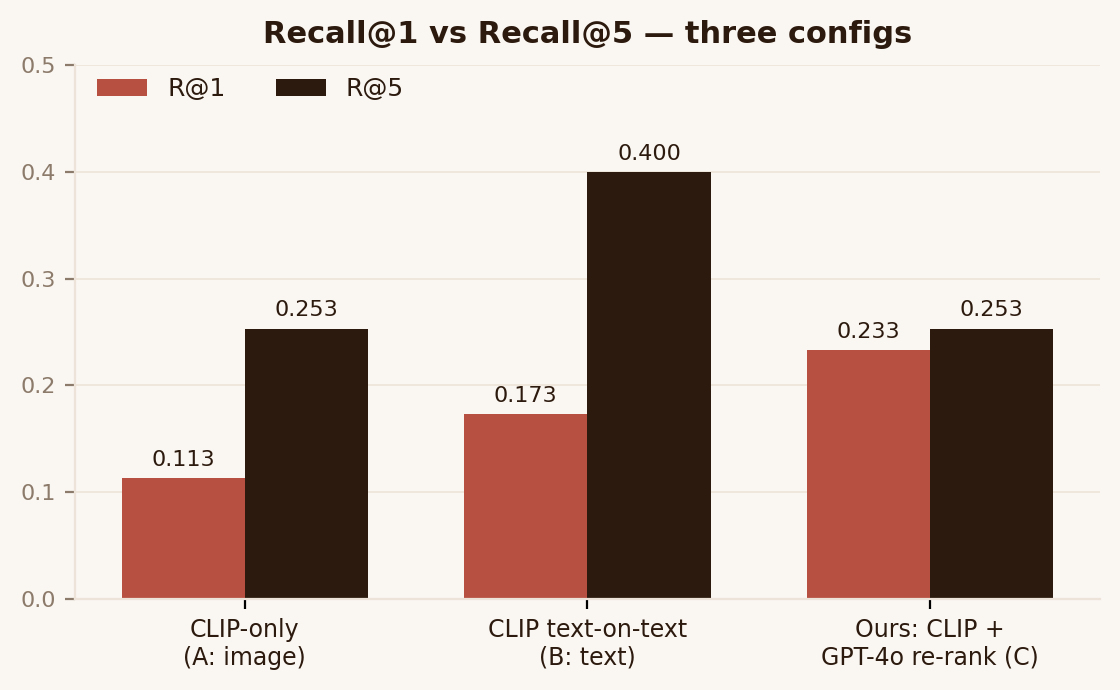 Recall@1 vs Recall@5 — three configs
R@1 R@5
0.5
0.4
0.3
0.2
0.1
0.0
0.113
0.253
0.173
0.400
0.233
0.253
CLIP-only
(A: image)
CLIP text-on-text
(B: text)
Ours: CLIP +
GPT-4o re-rank (C)